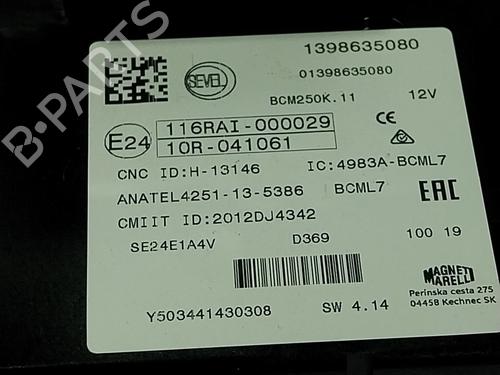 1398635080
SEVEL
01398635080
BCM250K.11 12V
E24
116RAI-000029
10R-041061
CE
CNC ID:H-13146 IC:4983A-BCML7
ANATEL4251-13-5386 BCML7
EAC
CMIIT ID:2012DJ4342
SE24E1A4V D369 100 19
MAGNETI
MARELLI
Perinska cesta 275
04458 Kechnec SK
Y503441430308 SW 4.14
B-PARTS